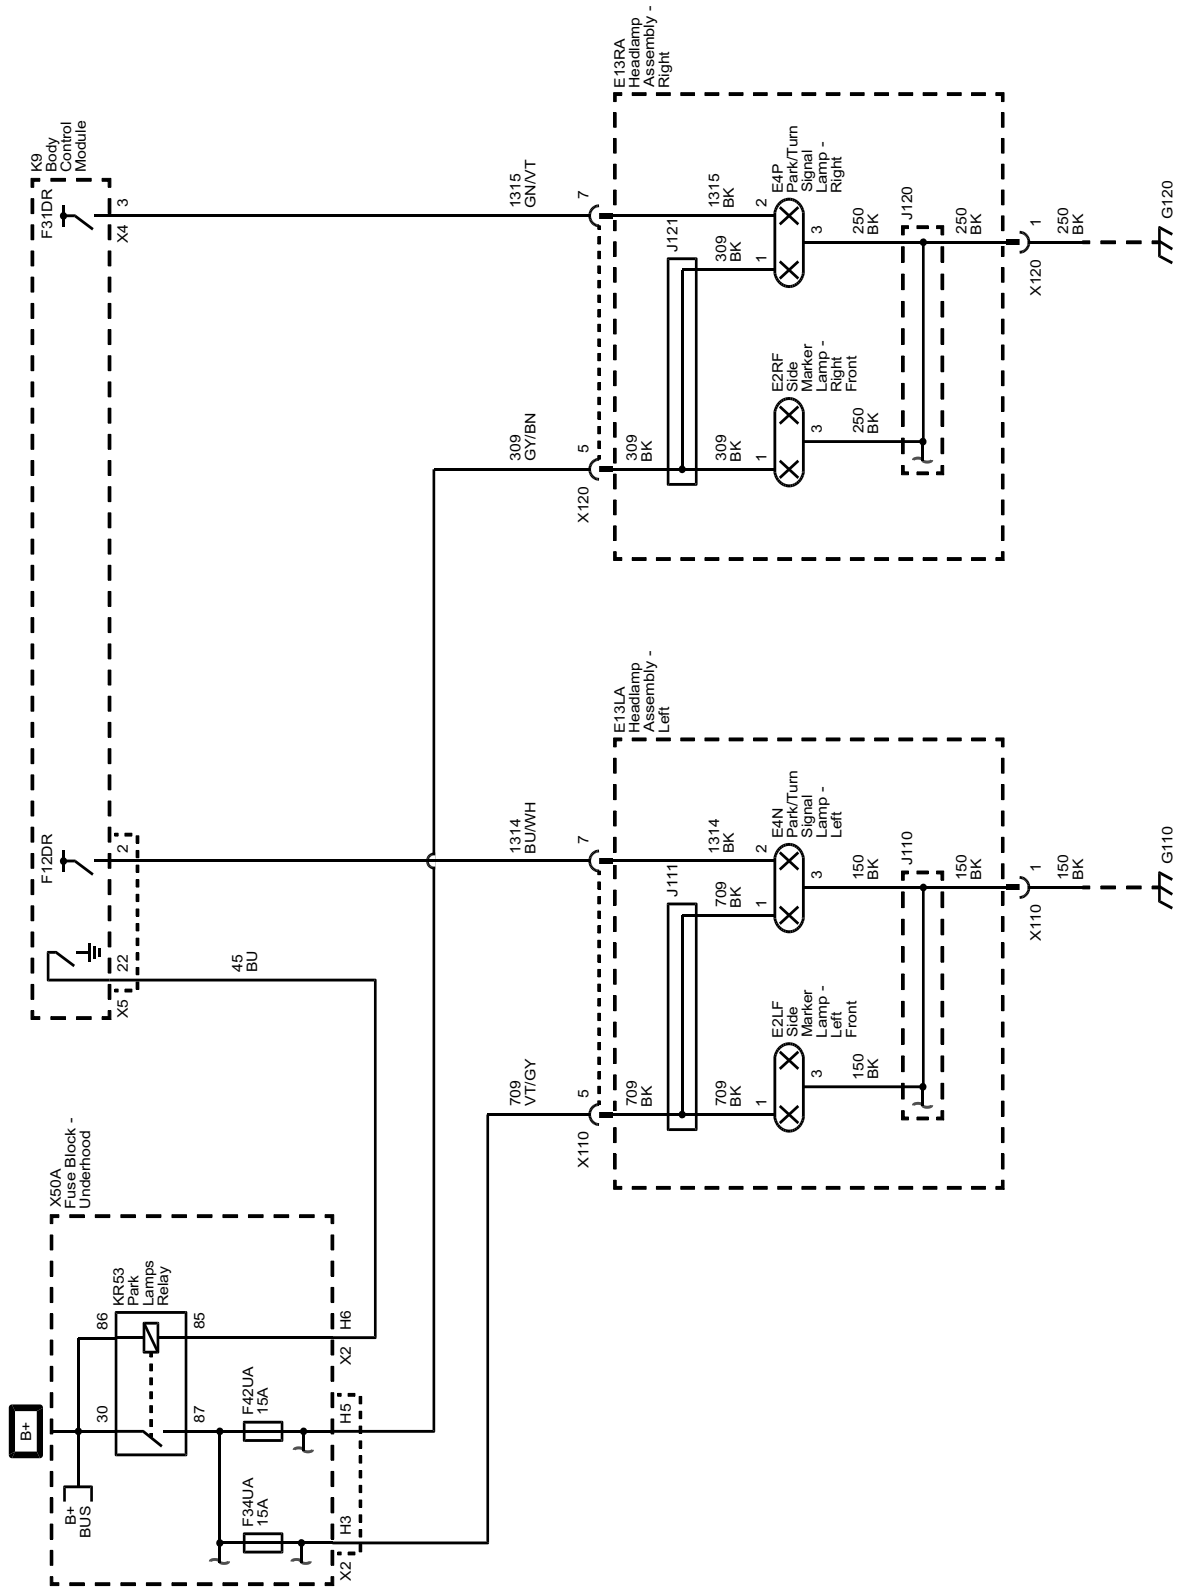 B+
B+
BUS
X50A
Fuse Block -
Underhood
30
86
KR53
Park
Lamps
Relay
87
85
F34UA
15A
F42UA
15A
X2
H3
H5
X2
H6
K9
Body
Control
Module
F12DR
F31DR
X5
22
2
X4
3
45
BU
709
VT/GY
1314
BU/WH
309
GY/BN
1315
GN/VT
X110
5
7
X120
5
7
E13LA
Headlamp
Assembly -
Left
709
BK
J111
709
BK
709
BK
1314
BK
1
1
2
E2LF
Side
Marker
Lamp -
Left
Front
E4N
Park/Turn
Signal
Lamp -
Left
3
3
150
BK
150
BK
J110
150
BK
X110
1
150
BK
G110
E13RA
Headlamp
Assembly -
Right
309
BK
J121
309
BK
309
BK
1315
BK
1
1
2
E2RF
Side
Marker
Lamp -
Right
Front
E4P
Park/Turn
Signal
Lamp -
Right
3
3
250
BK
250
BK
J120
250
BK
X120
1
250
BK
G120